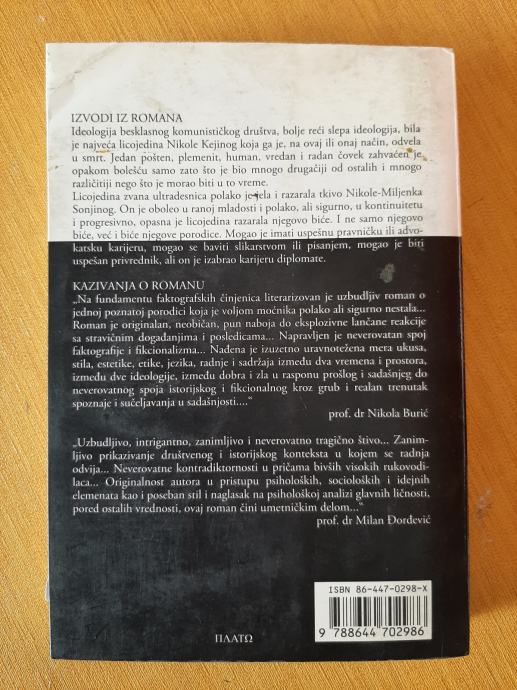 IZVODI IZ ROMANA
Ideologija besklasnog komunističkog društva, bolje reći slepa ideologija, bila
je najveća licojedina Nikole Kejinog koja ga je, na ovaj ili onaj način, odvela
u smrt. Jedan pošten, plemenit, human, vredan i radan čovek zahvaćen je
opakom bolešću samo zato što je bio mnogo drugačiji od ostalih i mnogo
različitiji nego što je morao biti u to vreme.
Licojedina zvana ultradesnica polako je jela i razarala tkivo Nikole-Miljenka
Sonjinog. On je oboleo u ranoj mladosti i polako, ali sigurno, u kontinuitetu
i progresivno, opasna je licojedina razarala njegovo biće. I ne samo njegovo
biće, već i biće njegove porodice. Mogao je imati uspešnu pravničku ili advo-
katsku karijeru, mogao se baviti slikarstvom ili pisanjem, mogao je biti
uspešan privrednik, ali on je izabrao karijeru diplomate.
KAZIVANJA O ROMANU
„Na fundamentu faktografskih činjenica literarizovan je uzbudljiv roman o
jednoj poznatoj porodici koja je voljom moćnika polako ali sigurno nestala...
Roman je originalan, neobičan, pun naboja do eksplozivne lančane reakcije
sa stravičnim događanjima i posledicama... Napravljen je neverovatan spoj
faktografije i fikcionalizma... Nađena je izuzetno uravnotežena mera ukusa,
stila, estetike, etike, jezika, radnje i sadržaja između dva vremena i prostora,
između dve ideologije, između dobra i zla u rasponu prošlog i sadašnjeg do
neverovatnog spoja istorijskog i fikcionalnog kroz grub i realan trenutak
spoznaje i sučeljavanja u sadašnjosti....“
prof. dr Nikola Burić
„Uzbudljivo, intrigantno, zanimljivo i neverovatno tragično štivo... Zanim-
ljivo prikazivanje društvenog i istorijskog konteksta u kojem se radnja
odvija... Neverovatne kontradiktornosti u pričama bivših visokih rukovodi-
laca... Originalnost autora u pristupu psiholoških, socioloških i idejnih
elemenata kao i poseban stil i naglasak na psihološkoj analizi glavnih ličnosti,
pored ostalih vrednosti, ovaj roman čini umetničkim delom...“
prof. dr Milan Đorđević
ISBN 86-447-0298-X
9 788644 702986
ΠΛΑΤΩ